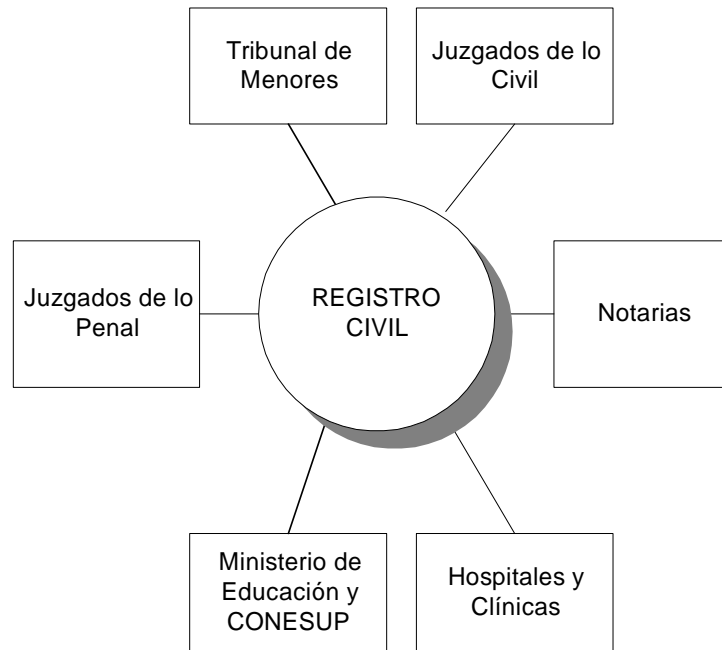 Tribunal de
Menores
Juzgados de lo
Civil
Juzgados de lo
Penal
REGISTRO
CIVIL
Notarias
Ministerio de
Educación y
CONESUP
Hospitales y
Clínicas